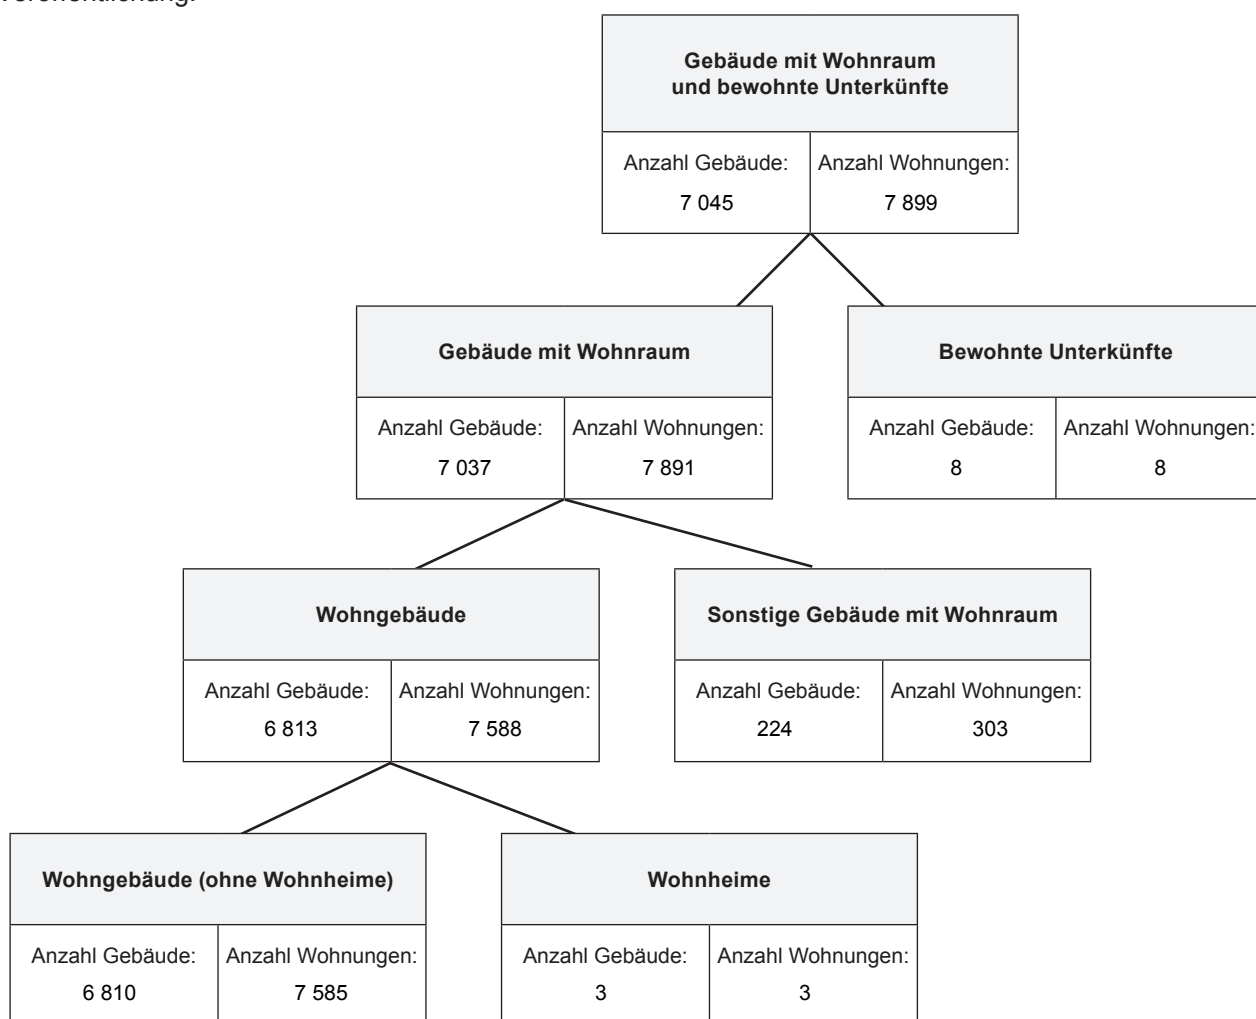 Veröffentlichung.
Gebäude mit Wohnraum
und bewohnte Unterkünfte
Anzahl Gebäude:
7 045
Anzahl Wohnungen:
7 899
Gebäude mit Wohnraum
Anzahl Gebäude:
7 037
Anzahl Wohnungen:
7 891
Bewohnte Unterkünfte
Anzahl Gebäude:
8
Anzahl Wohnungen:
8
Wohngebäude
Anzahl Gebäude:
6 813
Anzahl Wohnungen:
7 588
Sonstige Gebäude mit Wohnraum
Anzahl Gebäude:
224
Anzahl Wohnungen:
303
Wohngebäude (ohne Wohnheime)
Anzahl Gebäude:
6 810
Anzahl Wohnungen:
7 585
Wohnheime
Anzahl Gebäude:
3
Anzahl Wohnungen:
3